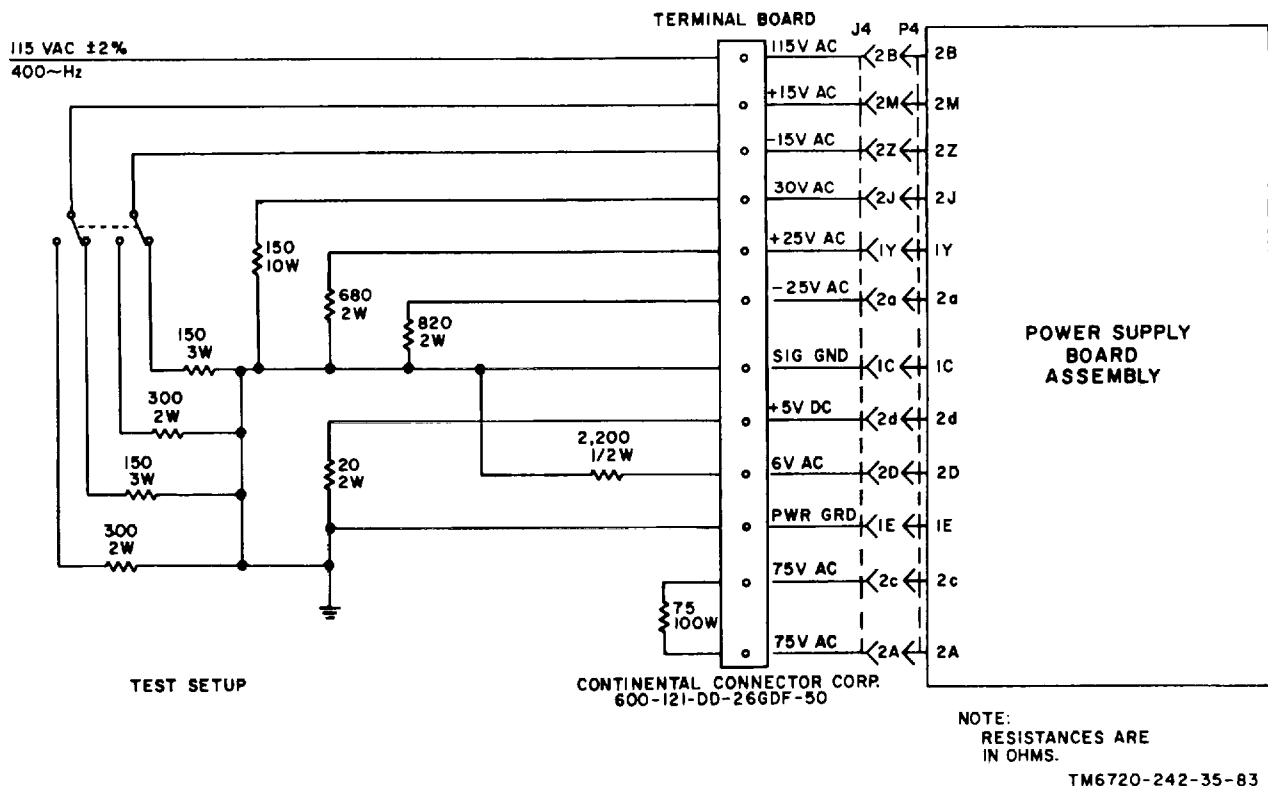 TERMINAL BOARD
J4 P4
115 VAC ±2%
400~Hz
115V AC 2B 2B
+15V AC 2M 2M
-15V AC 2Z 2Z
30V AC 2J 2J
+25V AC 1Y 1Y
-25V AC 2a 2a
SIG GND 1C 1C
+5V DC 2d 2d
6V AC 2D 2D
PWR GRD 1E 1E
75V AC 2c 2c
75V AC 2A 2A
150
10W
680
2W
820
2W
150
3W
300
2W
150
3W
300
2W
20
2W
2,200
1/2W
75
100W
POWER SUPPLY
BOARD
ASSEMBLY
TEST SETUP
CONTINENTAL CONNECTOR CORP.
600-121-DD-26GDF-50
NOTE:
RESISTANCES ARE
IN OHMS.
TM6720-242-35-83